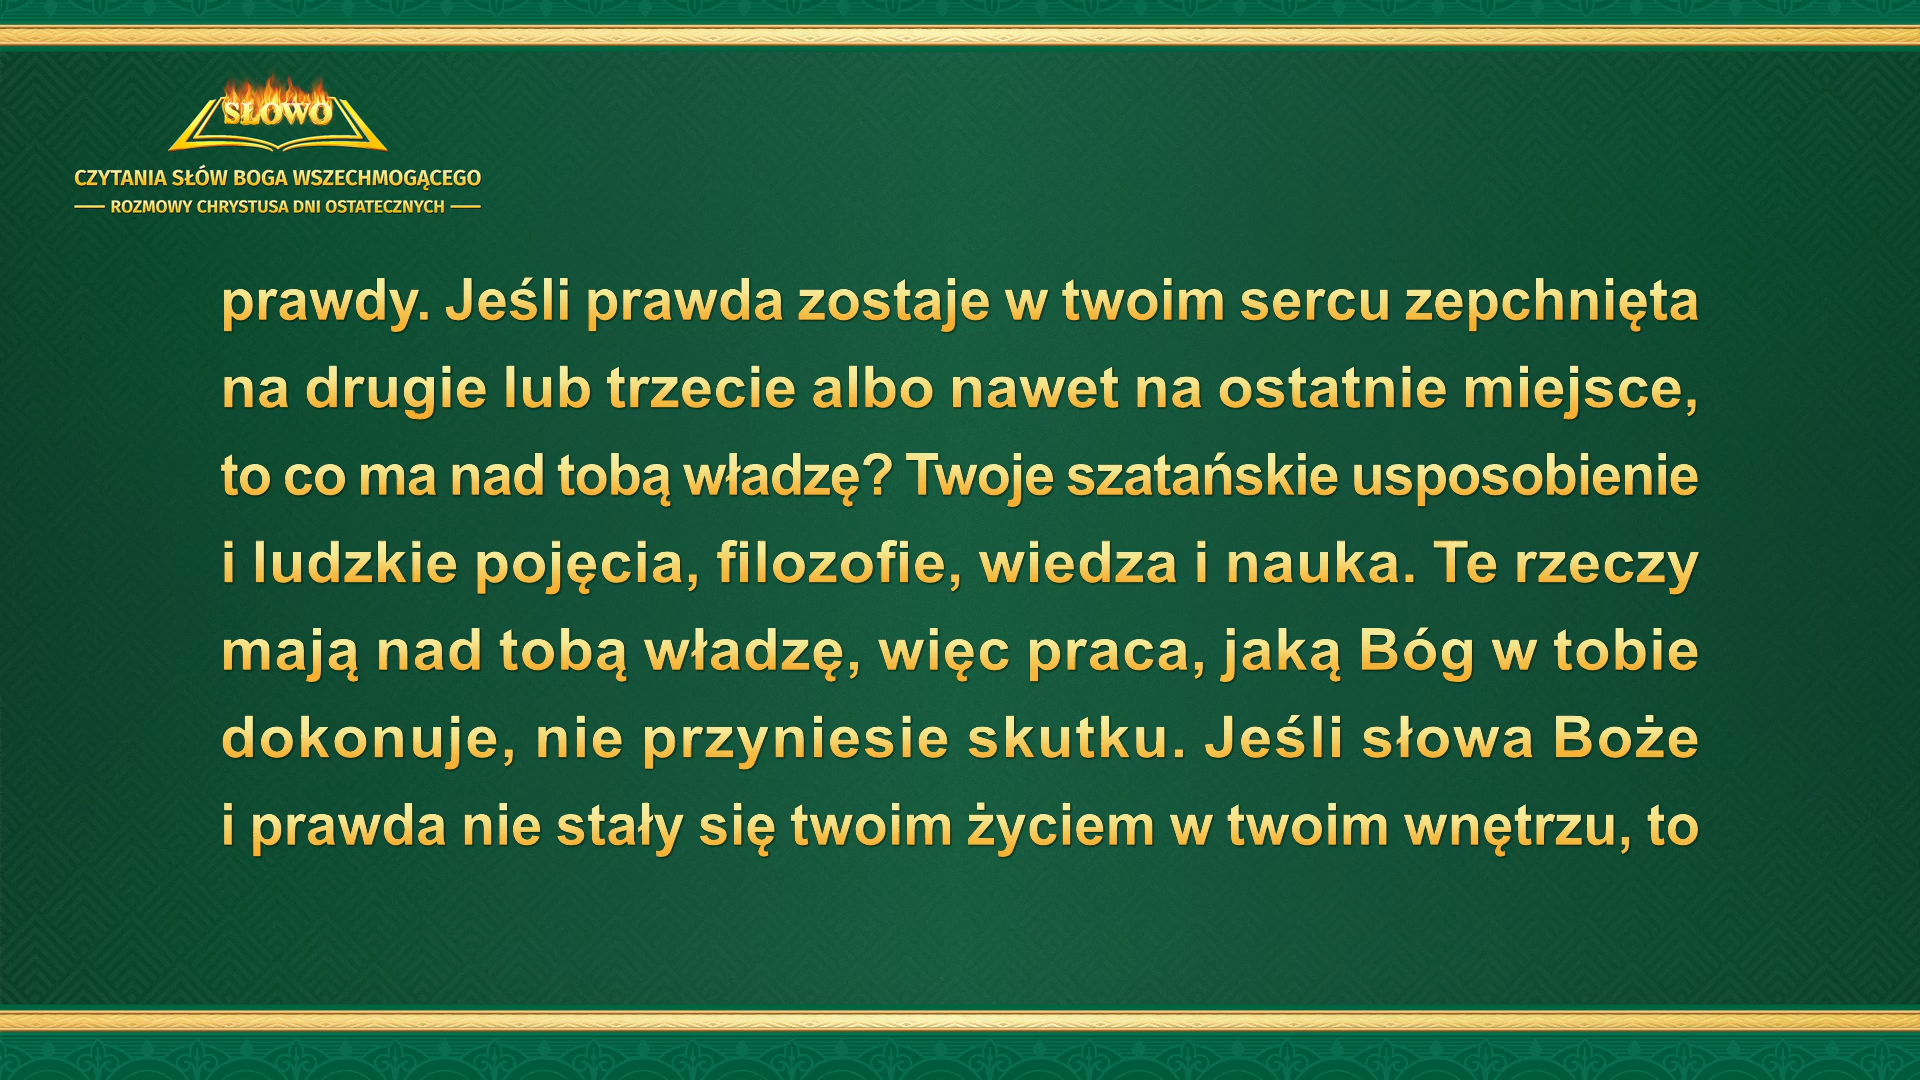 SŁOWO
CZYTANIA SŁÓW BOGA WSZECHMOGĄCEGO
ROZMOWY CHRYSTUSA DNI OSTATECZNYCH
prawdy. Jeśli prawda zostaje w twoim sercu zepchnięta
na drugie lub trzecie albo nawet na ostatnie miejsce,
to co ma nad tobą władzę? Twoje szatańskie usposobienie
i ludzkie pojęcia, filozofie, wiedza i nauka. Te rzeczy
mają nad tobą władzę, więc praca, jaką Bóg w tobie
dokonuje, nie przyniesie skutku. Jeśli słowa Boże
i prawda nie stały się twoim życiem w twoim wnętrzu, to